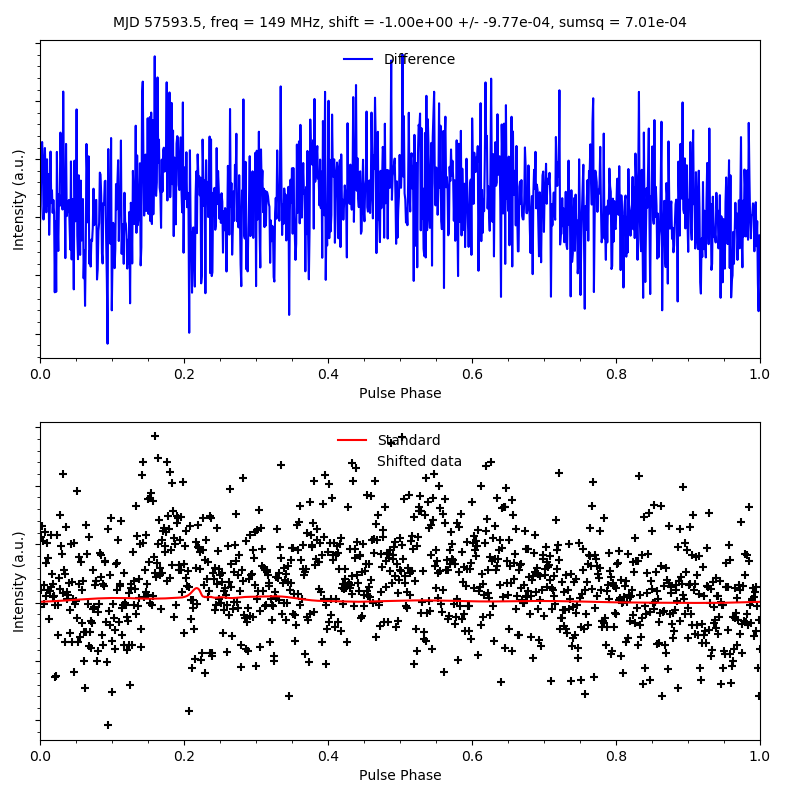 MJD 57593.5, freq = 149 MHz, shift = -1.00e+00 +/- -9.77e-04, sumsq = 7.01e-04
Difference
Intensity (a.u.)
0.0 0.2 0.4 0.6 0.8 1.0
Pulse Phase
Standard
Shifted data
Intensity (a.u.)
0.0 0.2 0.4 0.6 0.8 1.0
Pulse Phase